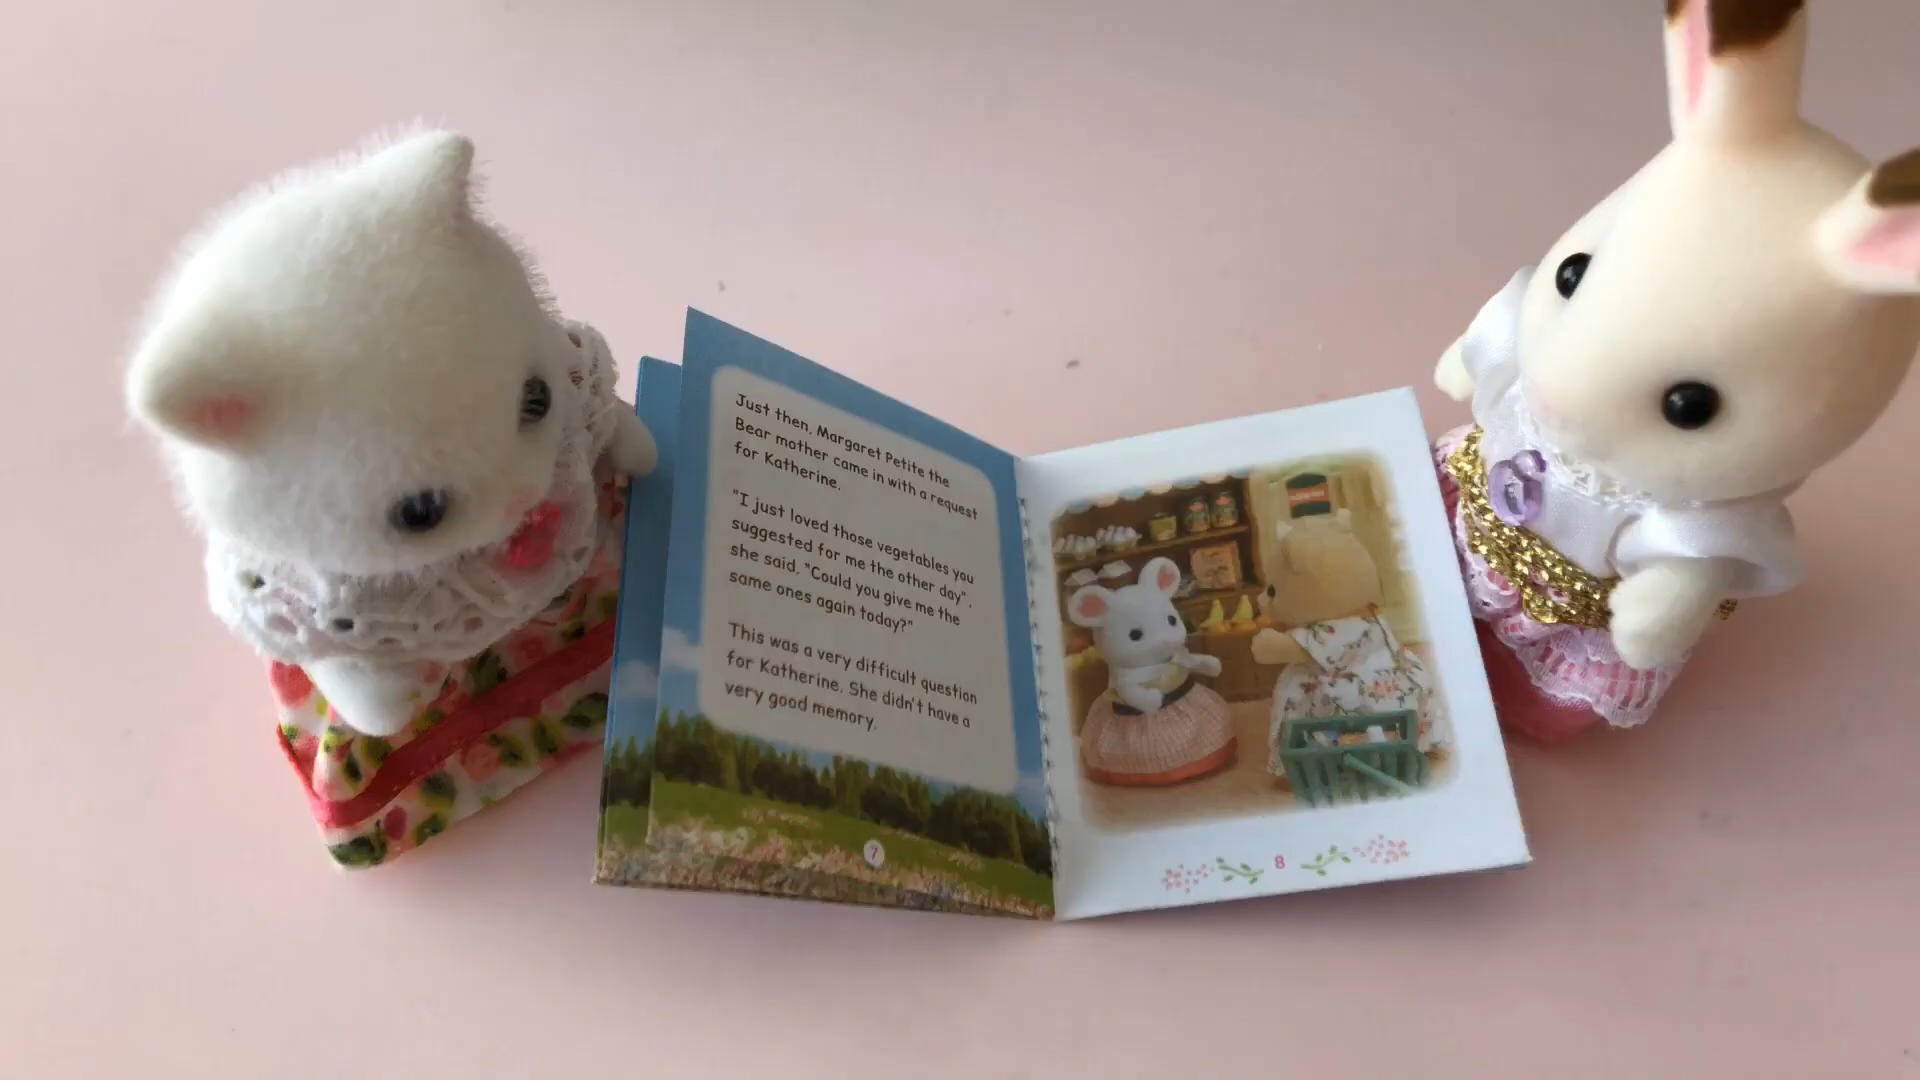 Just then, Margaret Petite the
Bear mother came in with a request
for Katherine.
"I just loved those vegetables you
suggested for me the other day",
she said. "Could you give me the
same ones again today?"
This was a very difficult question
for Katherine. She didn't have a
very good memory.
7
8